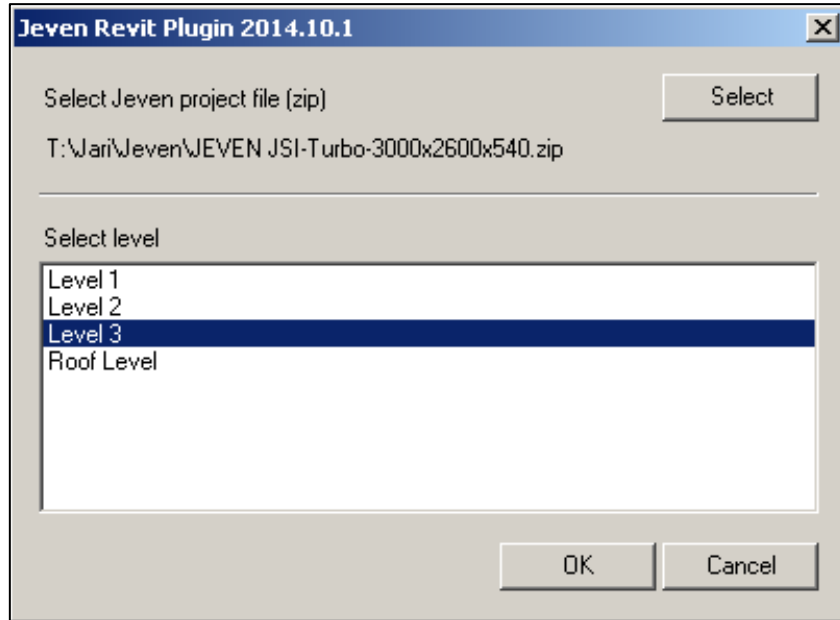 Jeven Revit Plugin 2014.10.1
Select Jeven project file (zip)
Select
T:\Jari\Jeven\JEVEN JSI-Turbo-3000x2600x540.zip
Select level
Level 1
Level 2
Level 3
Roof Level
OK
Cancel